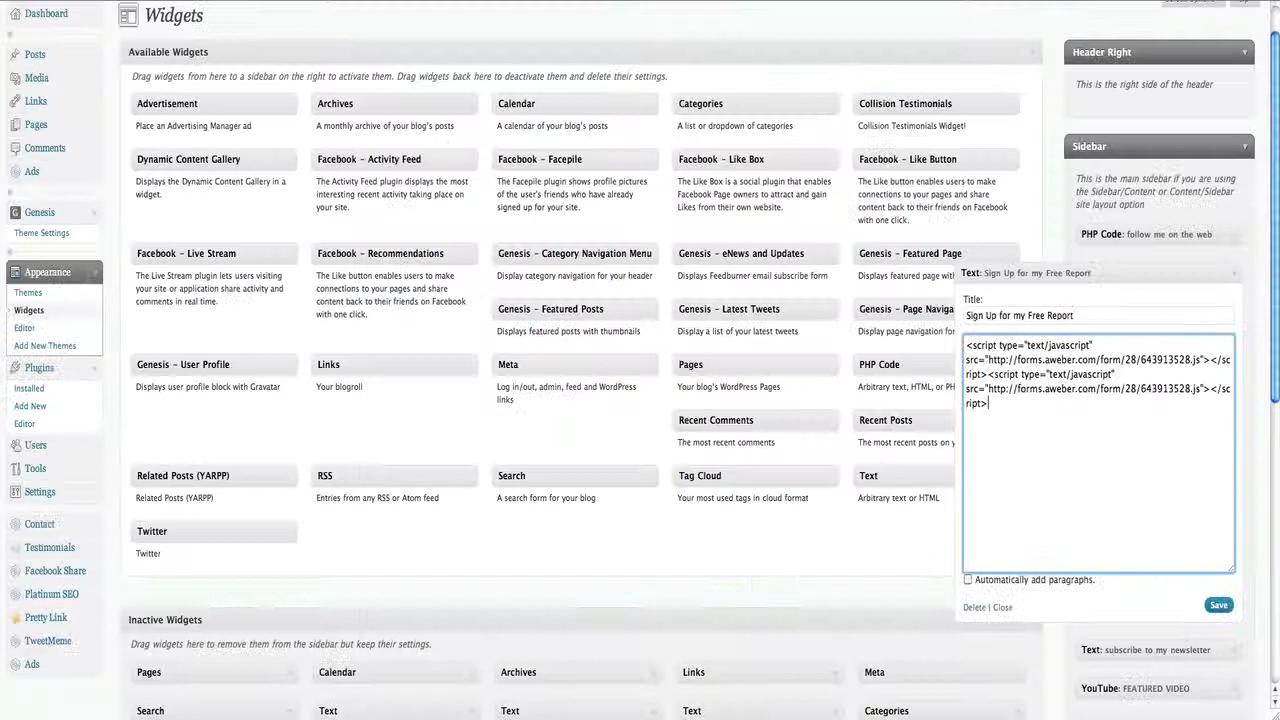 Dashboard
Posts
Media
Links
Pages
Comments
Ads
Genesis
Theme Settings
Appearance
Themes
Widgets
Editor
Add New Themes
Plugins
Installed
Add New
Editor
Users
Tools
Settings
Contact
Testimonials
Facebook Share
Platinum SEO
Pretty Link
TweetMeme
Ads
Widgets
Available Widgets
Drag widgets from here to a sidebar on the right to activate them. Drag widgets back here to deactivate them and delete their settings.
Advertisement
Place an Advertising Manager ad
Archives
A monthly archive of your blog's posts
Calendar
A calendar of your blog's posts
Categories
A list or dropdown of categories
Collision Testimonials
Collision Testimonials Widget!
Dynamic Content Gallery
Displays the Dynamic Content Gallery in a
widget.
Facebook - Activity Feed
The Activity Feed plugin displays the most
interesting recent activity taking place on
your site.
Facebook - Facepile
The Facepile plugin shows profile pictures
of the user's friends who have already
signed up for your site.
Facebook - Like Box
The Like Box is a social plugin that enables
Facebook Page owners to attract and gain
Likes from their own website.
Facebook - Like Button
The Like button enables users to make
connections to your pages and share
content back to their friends on Facebook
with one click.
Facebook - Live Stream
The Live Stream plugin lets users visiting
your site or application share activity and
comments in real time.
Facebook - Recommendations
The Like button enables users to make
connections to your pages and share
content back to their friends on Facebook
with one click.
Genesis - Category Navigation Menu
Display category navigation for your header
Genesis - eNews and Updates
Displays Feedburner email subscribe form
Genesis - Featured Page
Displays featured page with
Genesis - Featured Posts
Displays featured posts with thumbnails
Genesis - Latest Tweets
Display a list of your latest tweets
Genesis - Page Naviga
Display page navigation for
Genesis - User Profile
Displays user profile block with Gravatar
Links
Your blogroll
Meta
Log in/out, admin, feed and WordPress
links
Pages
Your blog's WordPress Pages
PHP Code
Arbitrary text, HTML, or PH
Recent Comments
The most recent comments
Recent Posts
The most recent posts on y
Related Posts (YARPP)
Related Posts (YARPP)
RSS
Entries from any RSS or Atom feed
Search
A search form for your blog
Tag Cloud
Your most used tags in cloud format
Text
Arbitrary text or HTML
Twitter
Twitter
Inactive Widgets
Drag widgets here to remove them from the sidebar but keep their settings.
Pages
Calendar
Archives
Links
Meta
Search
Text
Text
Text
Categories
Header Right
This is the right side of the header
Sidebar
This is the main sidebar if you are using
the Sidebar/Content or Content/Sidebar
site layout option
PHP Code: follow me on the web
Text: Sign Up for my Free Report
Title:
Sign Up for my Free Report
<script type="text/javascript"
src="http://forms.aweber.com/form/28/643913528.js"></sc
ript><script type="text/javascript"
src="http://forms.aweber.com/form/28/643913528.js"></sc
ript>
Automatically add paragraphs.
Delete | Close
Save
Text: subscribe to my newsletter
YouTube: FEATURED VIDEO